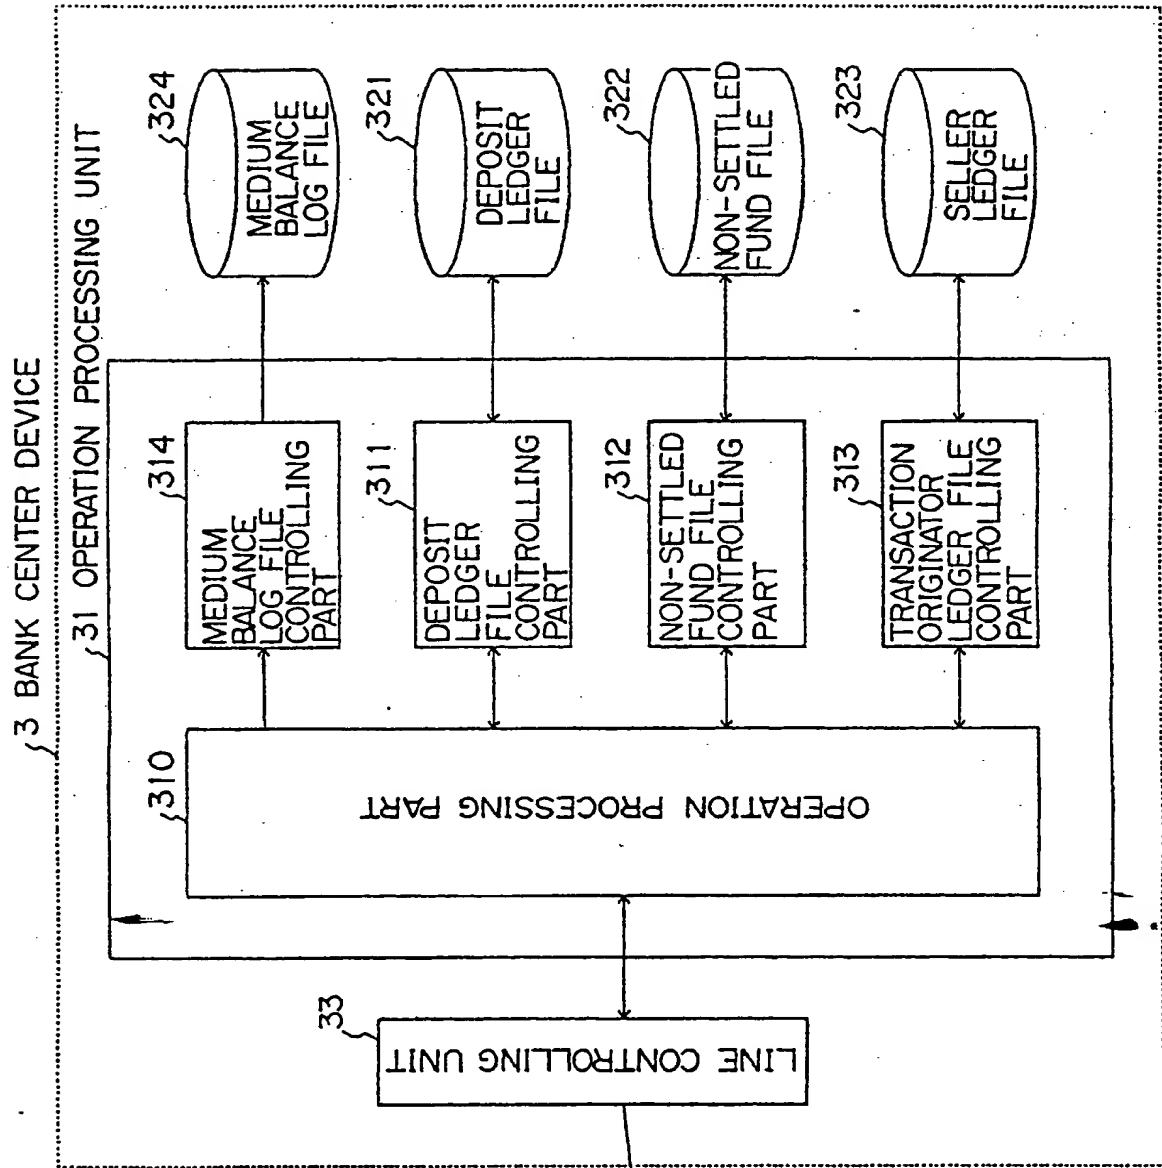 3 BANK CENTER DEVICE
31 OPERATION PROCESSING UNIT
324
MEDIUM
BALANCE
LOG FILE
321
DEPOSIT
LEDGER
FILE
322
NON-SETTLED
FUND FILE
323
SELLER
LEDGER
FILE
314
MEDIUM
BALANCE
LOG FILE
CONTROLLING
PART
311
DEPOSIT
LEDGER
FILE
CONTROLLING
PART
312
NON-SETTLED
FUND FILE
CONTROLLING
PART
313
TRANSACTION
ORIGINATOR
LEDGER FILE
CONTROLLING
PART
310
OPERATION PROCESSING PART
33
LINE CONTROLLING UNIT